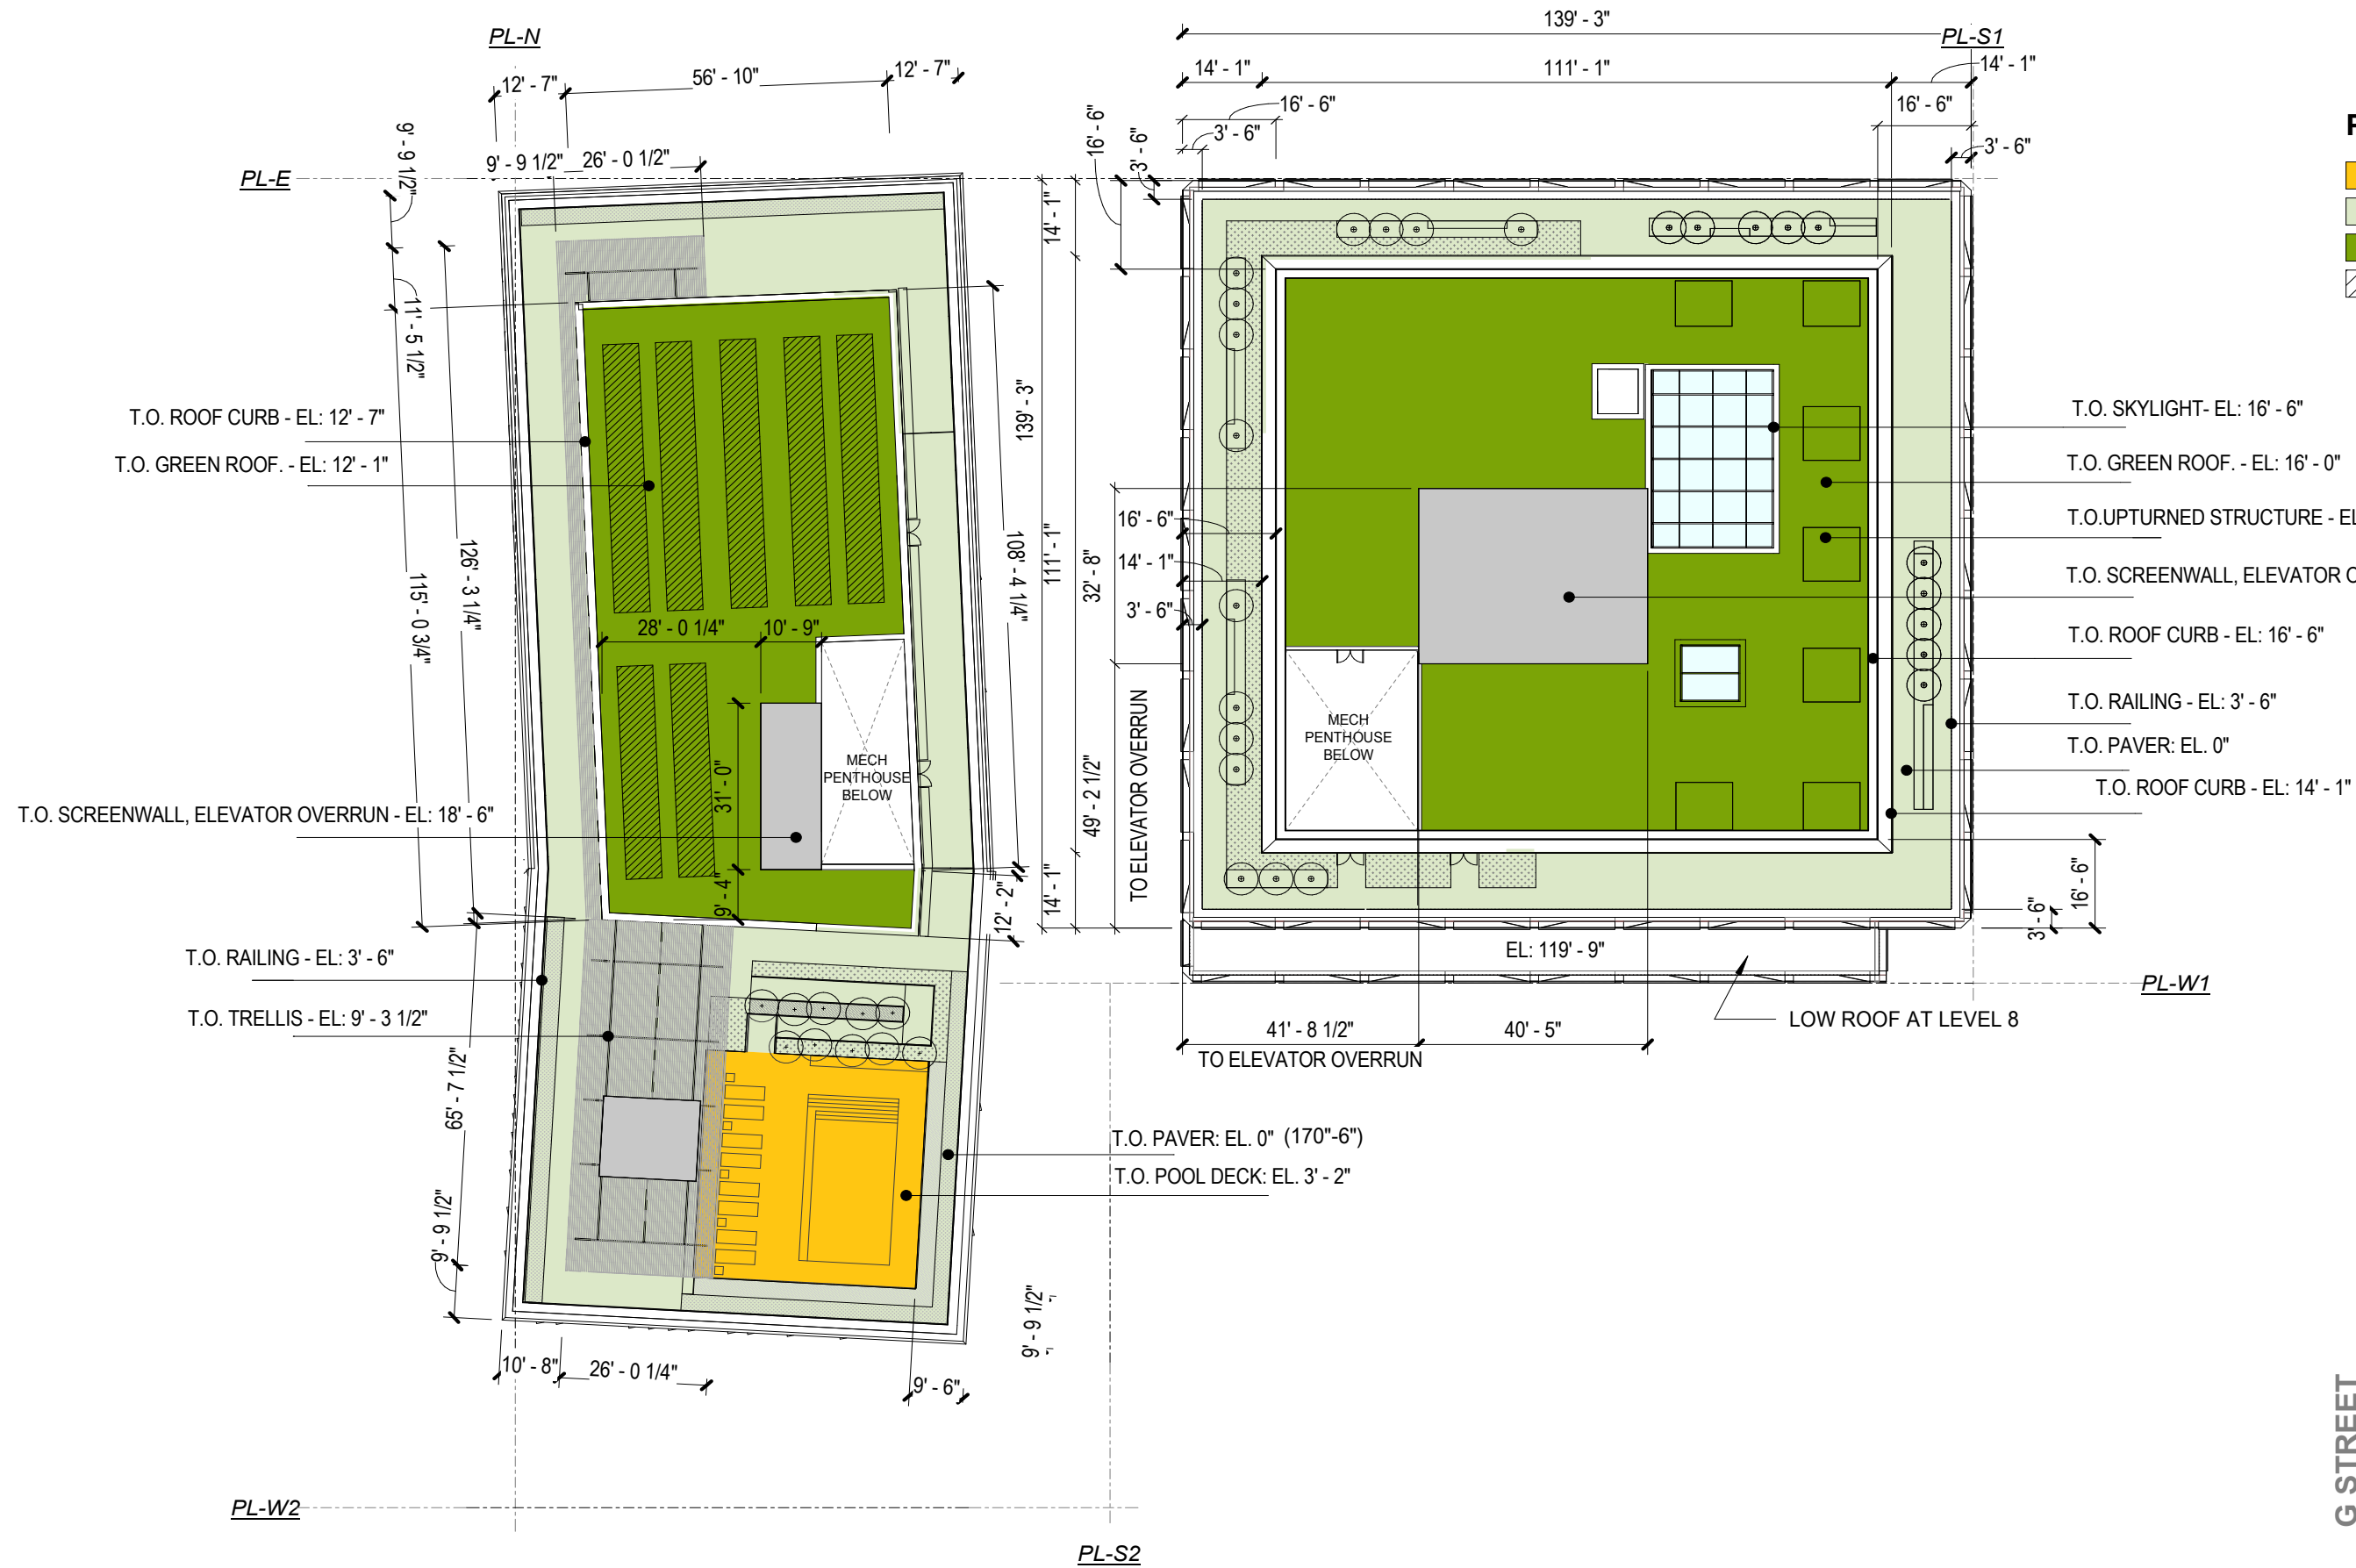 PL-N
139' - 3"
PL-S1
12' - 7"
56' - 10"
12' - 7"
14' - 1"
111' - 1"
14' - 1"
16' - 6"
16' - 6"
3' - 6"
3' - 6"
16' - 6"
3' - 6"
9' - 9 1/2"
9' - 9 1/2"
26' - 0 1/2"
PL-E
14' - 1"
11' - 5 1/2"
139' - 3"
T.O. ROOF CURB - EL: 12' - 7"
T.O. GREEN ROOF. - EL: 12' - 1"
T.O. SKYLIGHT- EL: 16' - 6"
T.O. GREEN ROOF. - EL: 16' - 0"
T.O.UPTURNED STRUCTURE - EL
T.O. SCREENWALL, ELEVATOR
T.O. ROOF CURB - EL: 16' - 6"
T.O. RAILING - EL: 3' - 6"
T.O. PAVER: EL. 0"
T.O. ROOF CURB - EL: 14' - 1"
126' - 3 1/4"
115' - 0 3/4"
108' - 4 1/4"
111' - 1"
32' - 8"
16' - 6"
14' - 1"
3' - 6"
28' - 0 1/4"
10' - 9"
MECH
PENTHOUSE
BELOW
MECH
PENTHOUSE
BELOW
31' - 0"
49' - 2 1/2"
TO ELEVATOR OVERRUN
T.O. SCREENWALL, ELEVATOR OVERRUN - EL: 18' - 6"
9' - 4"
12' - 2"
14' - 1"
16' - 6"
3' - 6"
EL: 119' - 9"
PL-W1
LOW ROOF AT LEVEL 8
T.O. RAILING - EL: 3' - 6"
T.O. TRELLIS - EL: 9' - 3 1/2"
41' - 8 1/2"
40' - 5"
TO ELEVATOR OVERRUN
65' - 7 1/2"
T.O. PAVER: EL. 0" (170"-6")
T.O. POOL DECK: EL. 3' - 2"
9' - 9 1/2"
9' - 9 1/2"
10' - 8"
26' - 0 1/4"
9' - 6"
G STREET
PL-W2
PL-S2